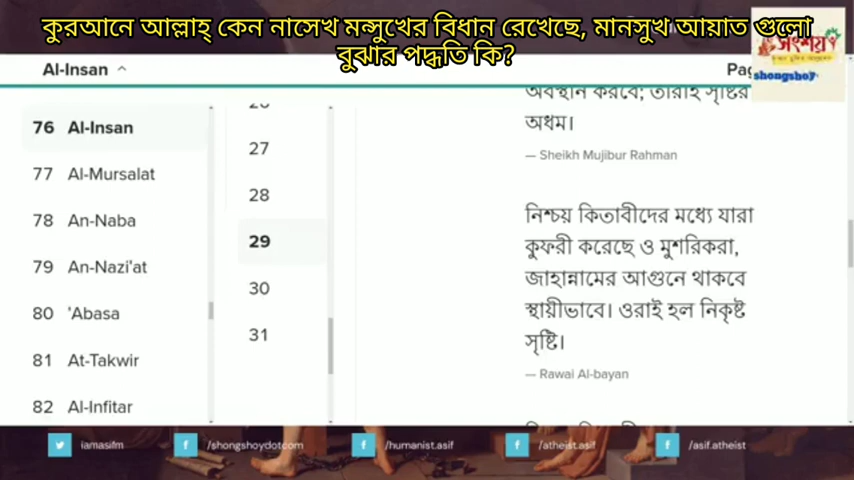 কুরআনে আল্লাহ্ কেন নাসেখ মন্সুখের বিধান রেখেছে, মানসুখ আয়াত গুলো
বুঝার পদ্ধতি কি?
সংশয়
shongshoy
Al-Insan
Pag
76 Al-Insan
77 Al-Mursalat
78 An-Naba
79 An-Nazi'at
80 'Abasa
81 At-Takwir
82 Al-Infitar
26
27
28
29
30
31
অবস্থান করবে; তারাই সৃষ্টির
অধম।
— Sheikh Mujibur Rahman
নিশ্চয় কিতাবীদের মধ্যে যারা
কুফরী করেছে ও মুশরিকরা,
জাহান্নামের আগুনে থাকবে
স্থায়ীভাবে। ওরাই হল নিকৃষ্ট
সৃষ্টি।
— Rawai Al-bayan
iamasifm
/shongshoydotcom
/humanist.asif
/atheist.asif
/asif.atheist